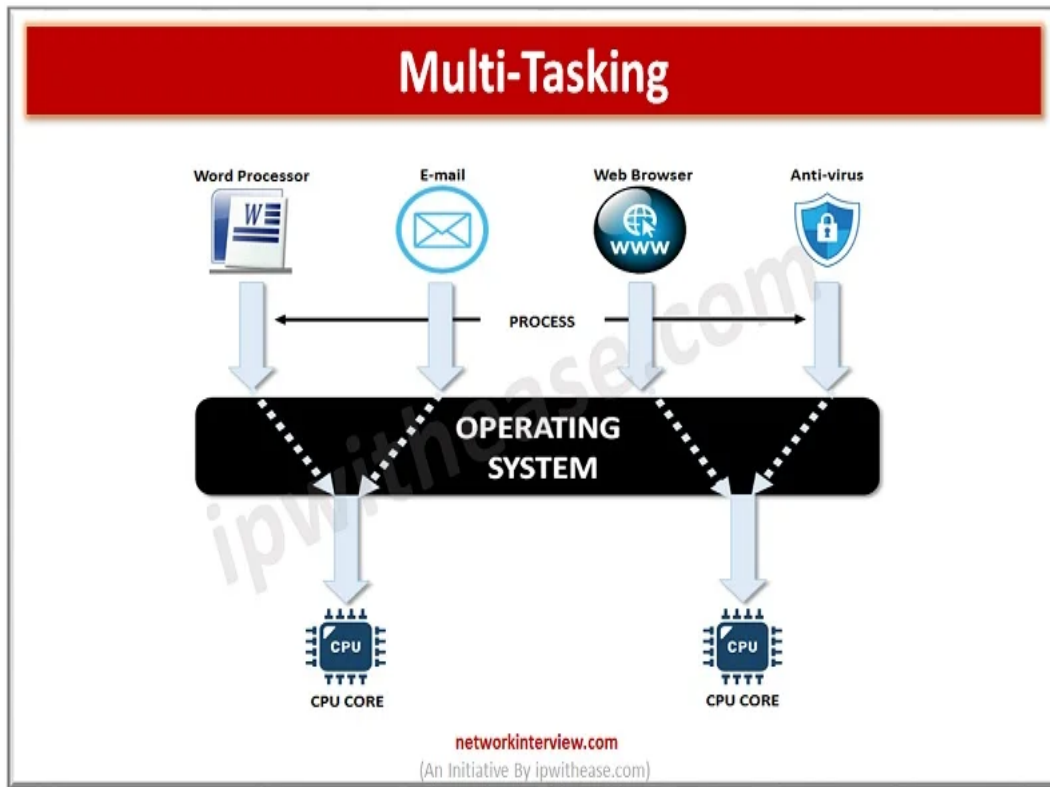 Multi-Tasking
Word Processor
E-mail
Web Browser
Anti-virus
W
WWW
PROCESS
OPERATING
SYSTEM
ipwithease.com
CPU
CPU
CPU CORE
CPU CORE
networkinterview.com
(An Initiative By ipwithease.com)